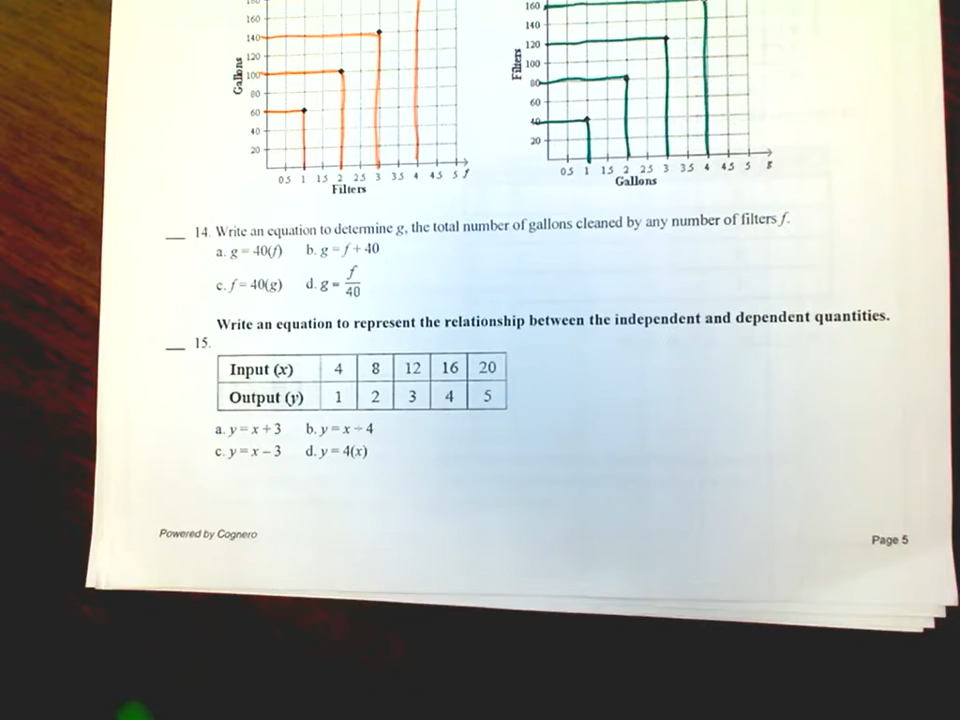 180 160
160 140
140 120
120 100
100 80
80 60
60 40
40 20
20
Gallons Filters
0.5 1 1.5 2 2.5 3 3.5 4 4.5 5 f
Filters
0.5 1 1.5 2 2.5 3 3.5 4 4.5 5 g
Gallons
14. Write an equation to determine g, the total number of gallons cleaned by any number of filters f.
a. g = 40(f) b. g = f + 40
c. f = 40(g) d. g = f/40
Write an equation to represent the relationship between the independent and dependent quantities.
15.
Input (x) 4 8 12 16 20
Output (y) 1 2 3 4 5
a. y = x + 3 b. y = x ÷ 4
c. y = x – 3 d. y = 4(x)
Powered by Cognero Page 5